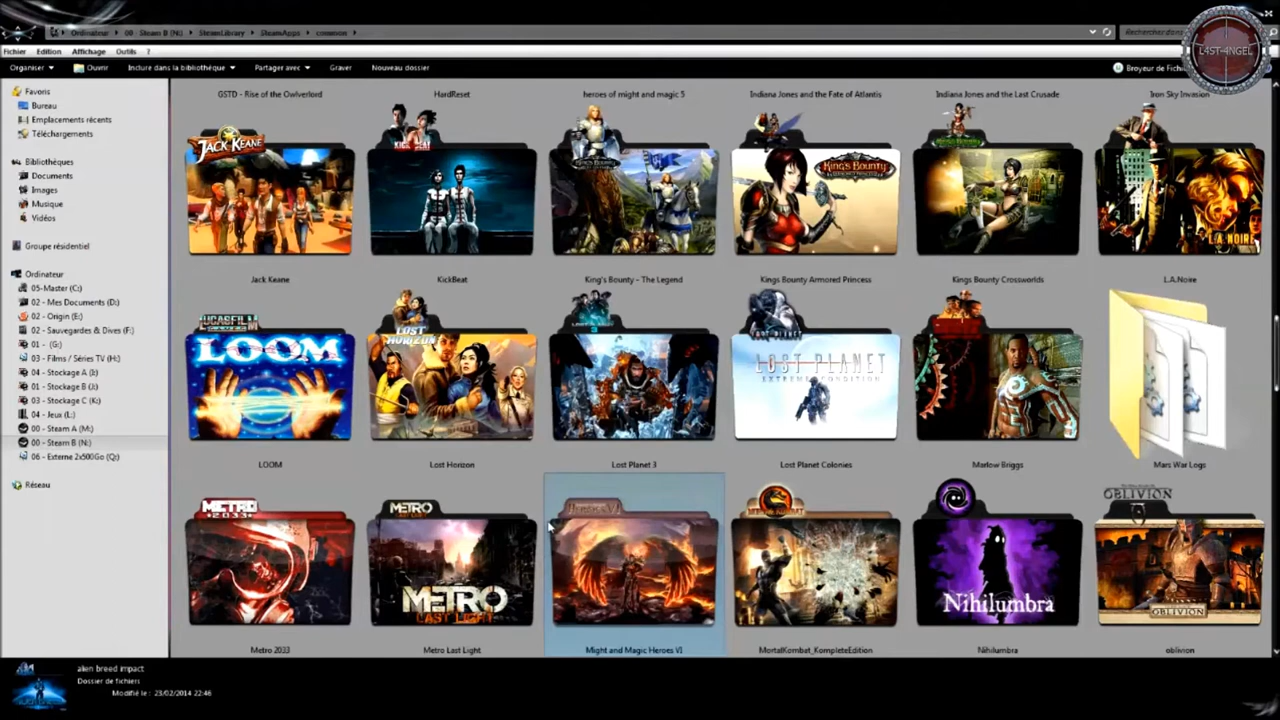 L4ST-4NGEL
Ordinateur 00 - Steam B (N:) SteamLibrary SteamApps common
Fichier Edition Affichage Outils ?
Organiser Ouvrir Inclure dans la bibliothèque Partager avec Graver Nouveau dossier
Favoris
Bureau
Emplacements récents
Téléchargements
Bibliothèques
Documents
Images
Musique
Vidéos
Groupe résidentiel
Ordinateur
05-Master (C:)
02 - Mes Documents (D:)
02 - Origin (E:)
02 - Sauvegardes & Dives (F:)
01 - (G:)
03 - Films / Séries TV (H:)
04 - Stockage A (I:)
01 - Stockage B (J:)
03 - Stockage C (K:)
04 - Jeux (L:)
00 - Steam A (M:)
00 - Steam B (N:)
06 - Externe 2x500Go (Q:)
Réseau
GSTD - Rise of the Owlverlord HardReset heroes of might and magic 5 Indiana Jones and the Fate of Atlantis Indiana Jones and the Last Crusade Iron Sky Invasion
JACK KEANE
KICK BEAT
KING'S BOUNTY
L.A. NOIRE
Jack Keane KickBeat King's Bounty - The Legend Kings Bounty Armored Princess Kings Bounty Crossworlds L.A.Noire
LUCASFILM
LOOM
LOST HORIZON
LOST PLANET
LOST PLANET
EXTREME CONDITION
LOOM Lost Horizon Lost Planet 3 Lost Planet Colonies Marlow Briggs Mars War Logs
METRO
2033
METRO
METRO
LAST LIGHT
HEROES VI
Nihilumbra
OBLIVION
OBLIVION
Metro 2033 Metro Last Light Might and Magic Heroes VI MortalKombat_KompleteEdition Nihilumbra oblivion
alien breed impact
Dossier de fichiers
Modifié le : 23/02/2014 22:46